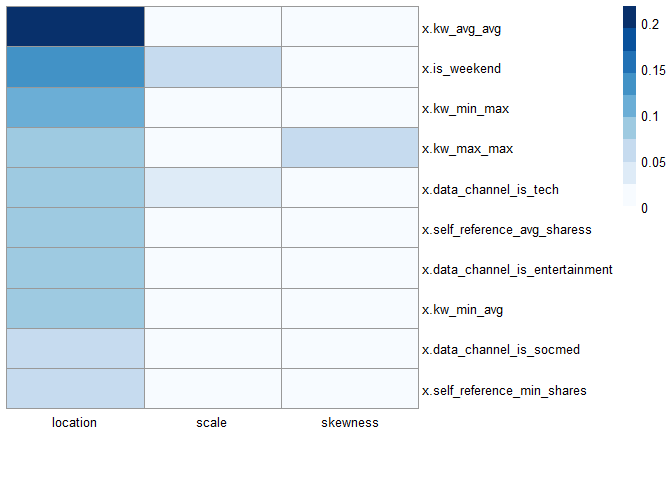 x.kw_avg_avg
x.is_weekend
x.kw_min_max
x.kw_max_max
x.data_channel_is_tech
x.self_reference_avg_sharess
x.data_channel_is_entertainment
x.kw_min_avg
x.data_channel_is_socmed
x.self_reference_min_shares
location scale skewness
0.2
0.15
0.1
0.05
0